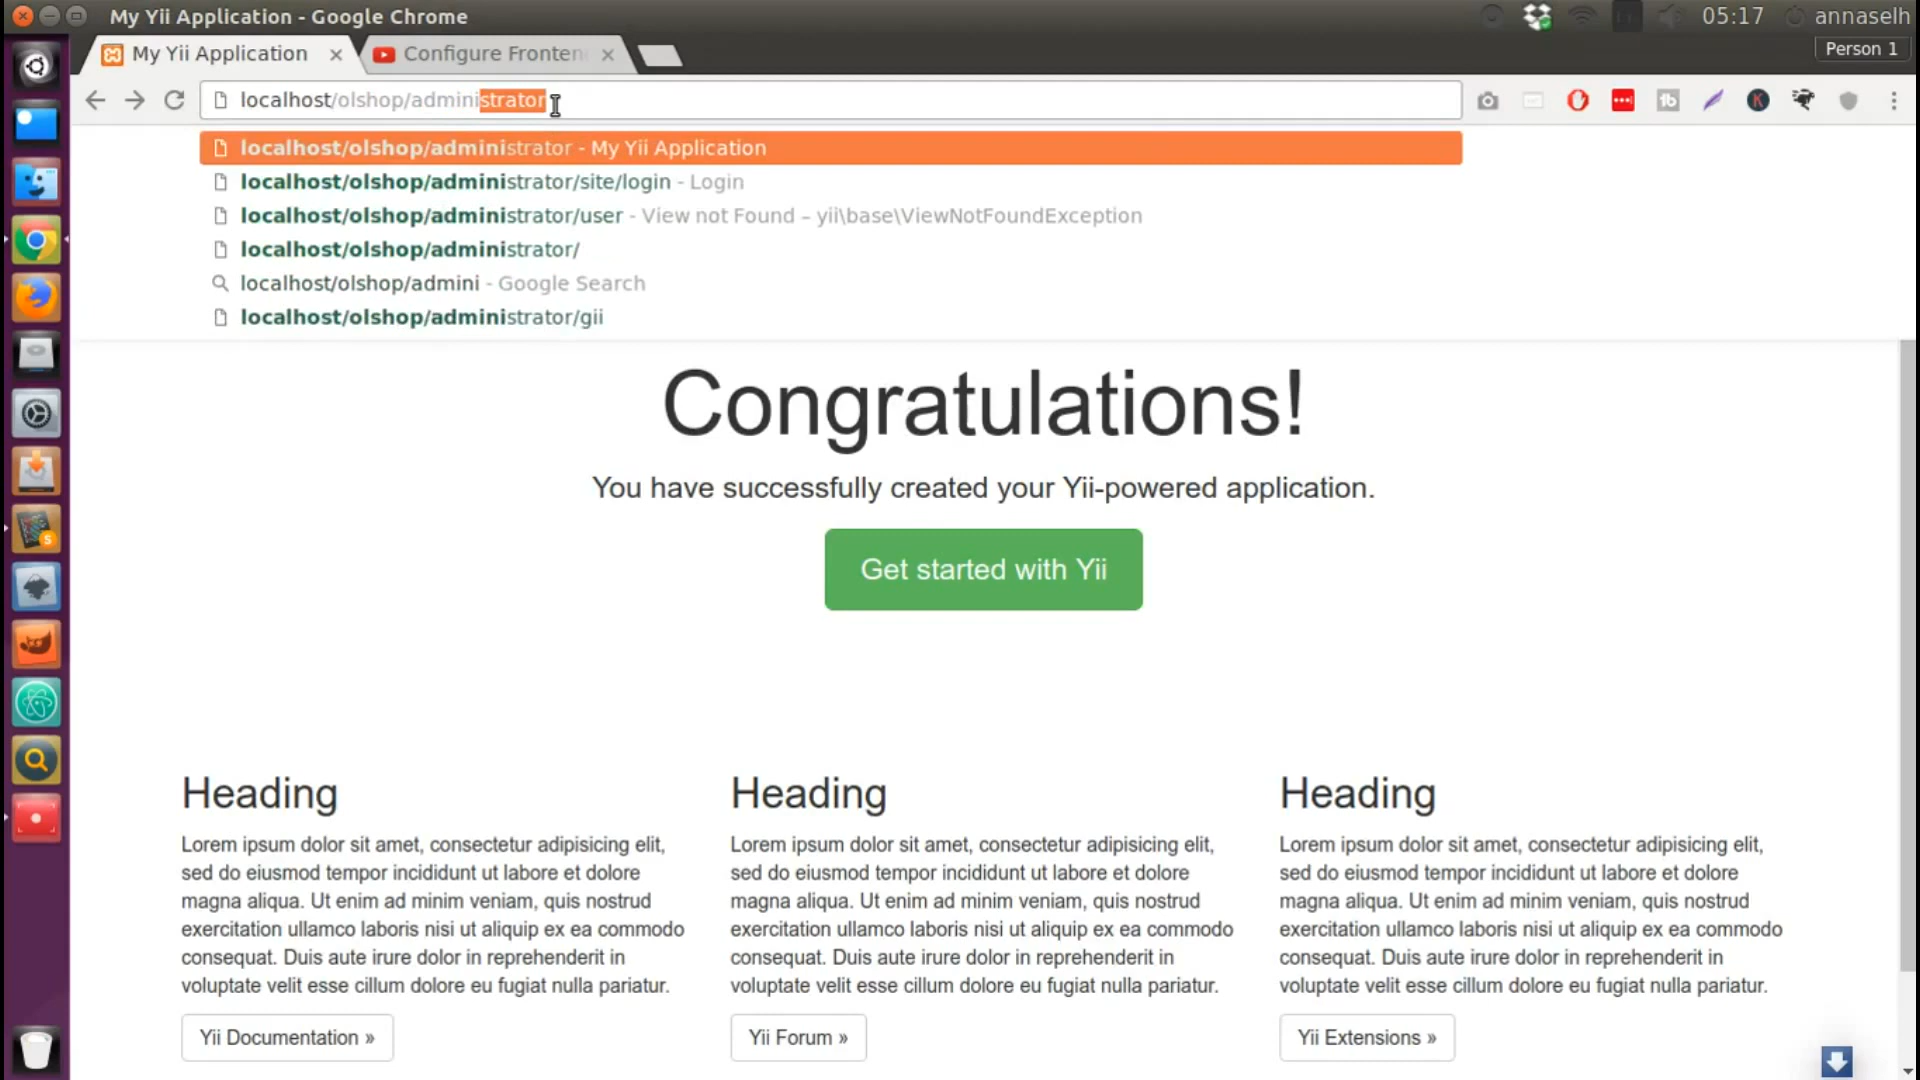 My Yii Application - Google Chrome
05:17
annaselh
My Yii Application
Configure Fronten
Person 1
localhost/olshop/administrator
localhost/olshop/administrator - My Yii Application
localhost/olshop/administrator/site/login - Login
localhost/olshop/administrator/user - View not Found – yii\base\ViewNotFoundException
localhost/olshop/administrator/
localhost/olshop/admini - Google Search
localhost/olshop/administrator/gii
Congratulations!
You have successfully created your Yii-powered application.
Get started with Yii
Heading
Lorem ipsum dolor sit amet, consectetur adipisicing elit,
sed do eiusmod tempor incididunt ut labore et dolore
magna aliqua. Ut enim ad minim veniam, quis nostrud
exercitation ullamco laboris nisi ut aliquip ex ea commodo
consequat. Duis aute irure dolor in reprehenderit in
voluptate velit esse cillum dolore eu fugiat nulla pariatur.
Yii Documentation »
Heading
Lorem ipsum dolor sit amet, consectetur adipisicing elit,
sed do eiusmod tempor incididunt ut labore et dolore
magna aliqua. Ut enim ad minim veniam, quis nostrud
exercitation ullamco laboris nisi ut aliquip ex ea commodo
consequat. Duis aute irure dolor in reprehenderit in
voluptate velit esse cillum dolore eu fugiat nulla pariatur.
Yii Forum »
Heading
Lorem ipsum dolor sit amet, consectetur adipisicing elit,
sed do eiusmod tempor incididunt ut labore et dolore
magna aliqua. Ut enim ad minim veniam, quis nostrud
exercitation ullamco laboris nisi ut aliquip ex ea commodo
consequat. Duis aute irure dolor in reprehenderit in
voluptate velit esse cillum dolore eu fugiat nulla pariatur.
Yii Extensions »